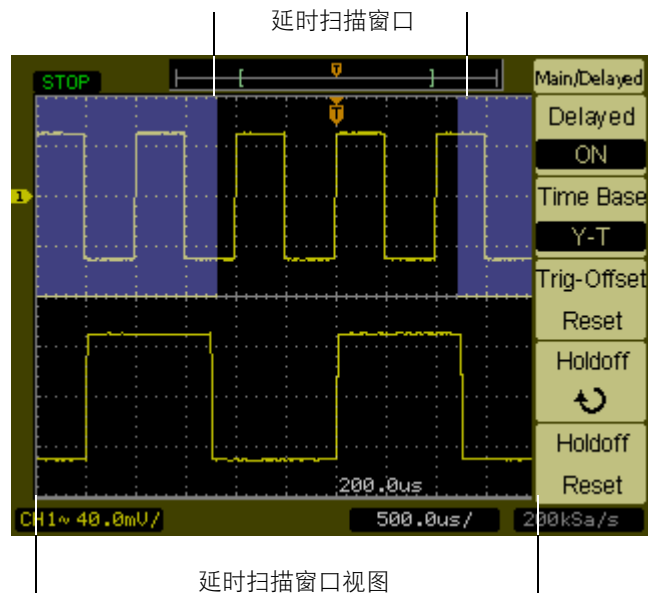 延时扫描窗口
STOP
T
Main/Delayed
T
Delayed
ON
1
Time Base
Y-T
Trig-Offset
Reset
Holdoff
Holdoff
200.0us
Reset
CH1~ 40.0mV/
500.0us/
200kSa/s
延时扫描窗口视图